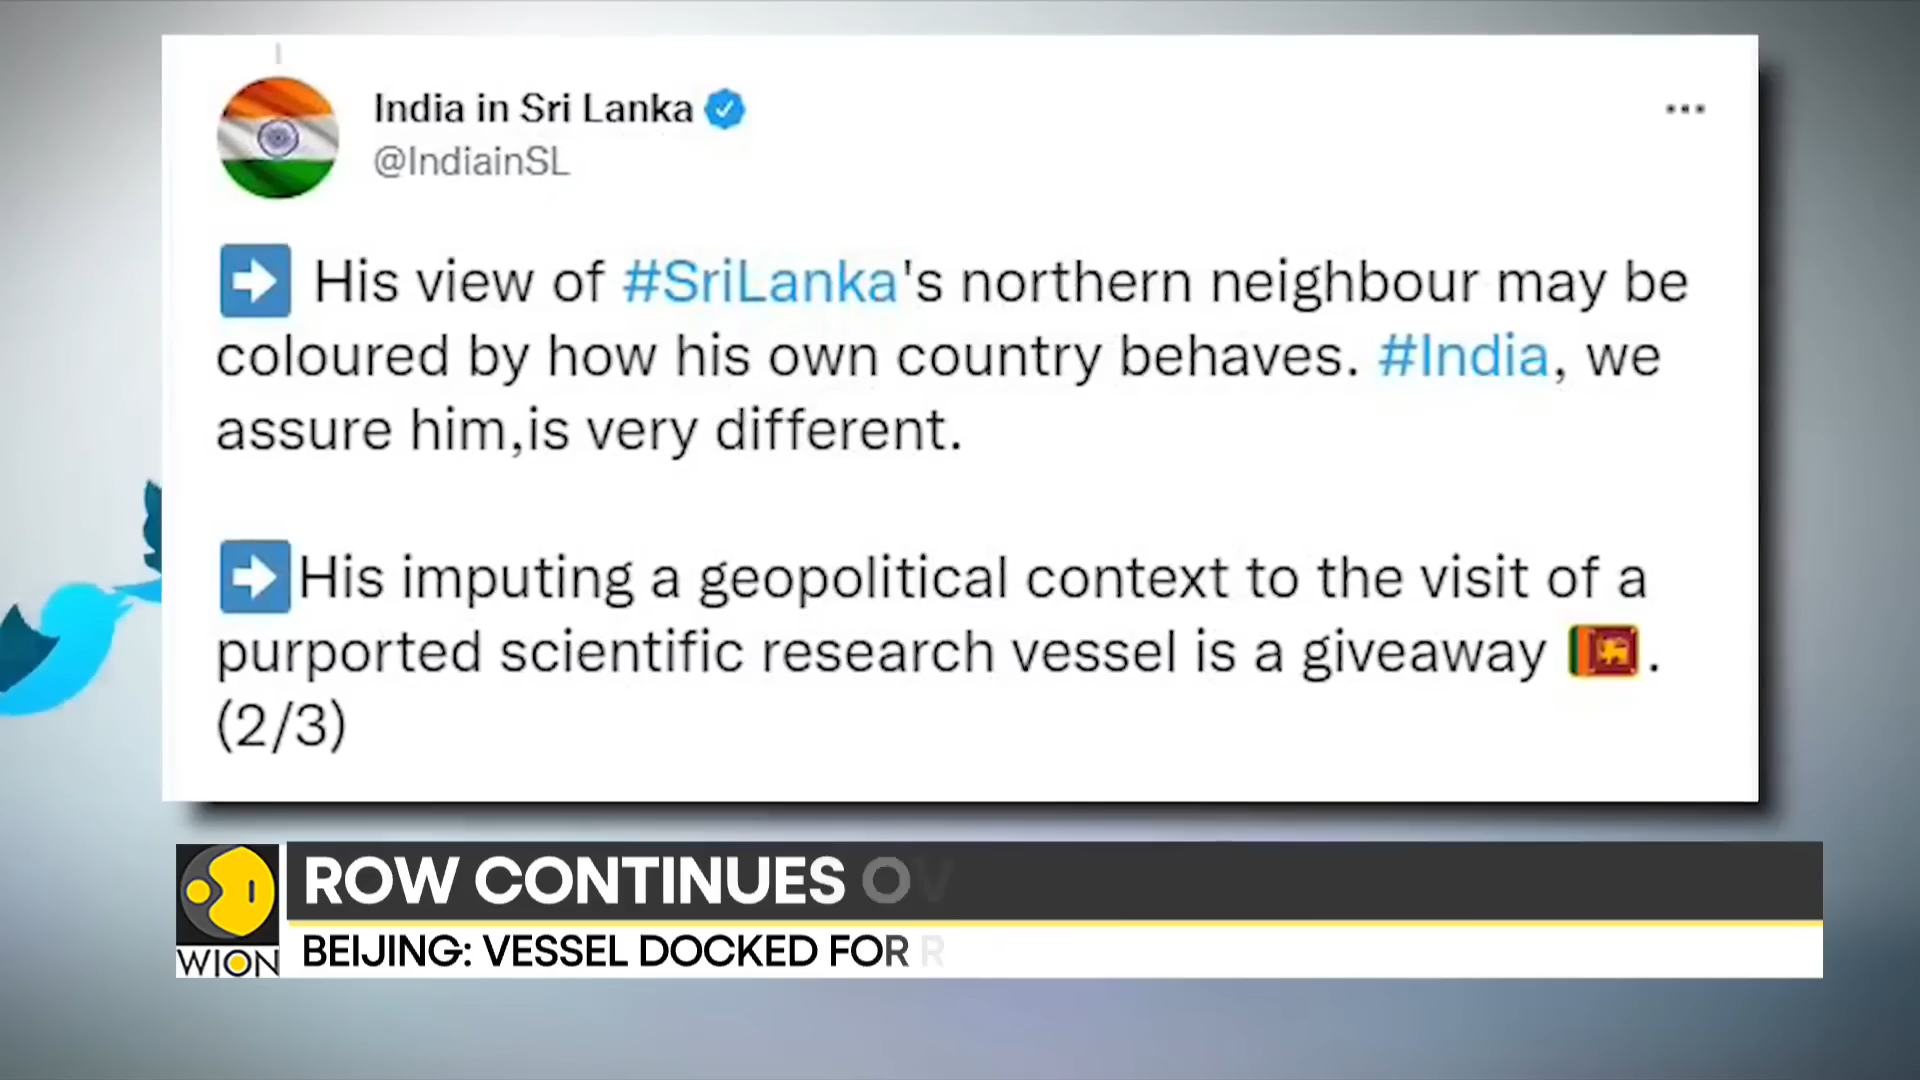 India in Sri Lanka
@IndiainSL
➡️ His view of #SriLanka's northern neighbour may be
coloured by how his own country behaves. #India, we
assure him,is very different.
➡️His imputing a geopolitical context to the visit of a
purported scientific research vessel is a giveaway 🇱🇰.
(2/3)
ROW CONTINUES OV
BEIJING: VESSEL DOCKED FOR R
WION